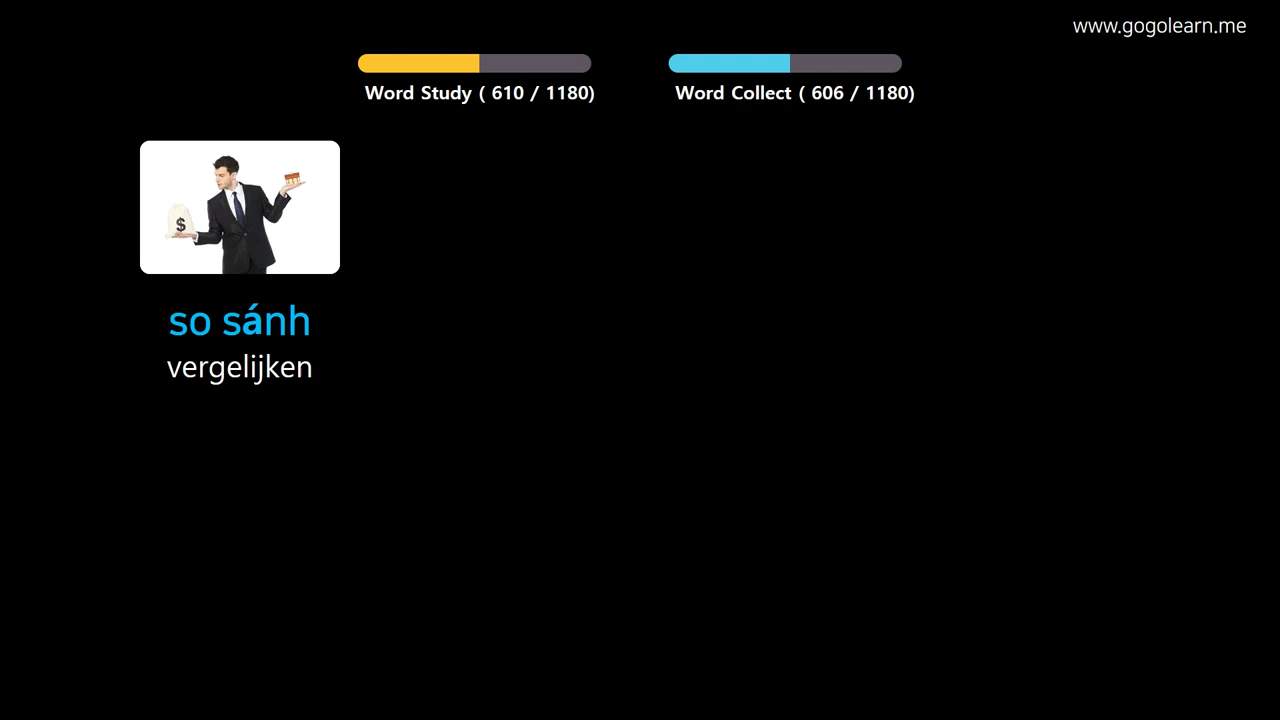 www.gogolearn.me
Word Study ( 610 / 1180)
Word Collect ( 606 / 1180)
$
so sánh
vergelijken